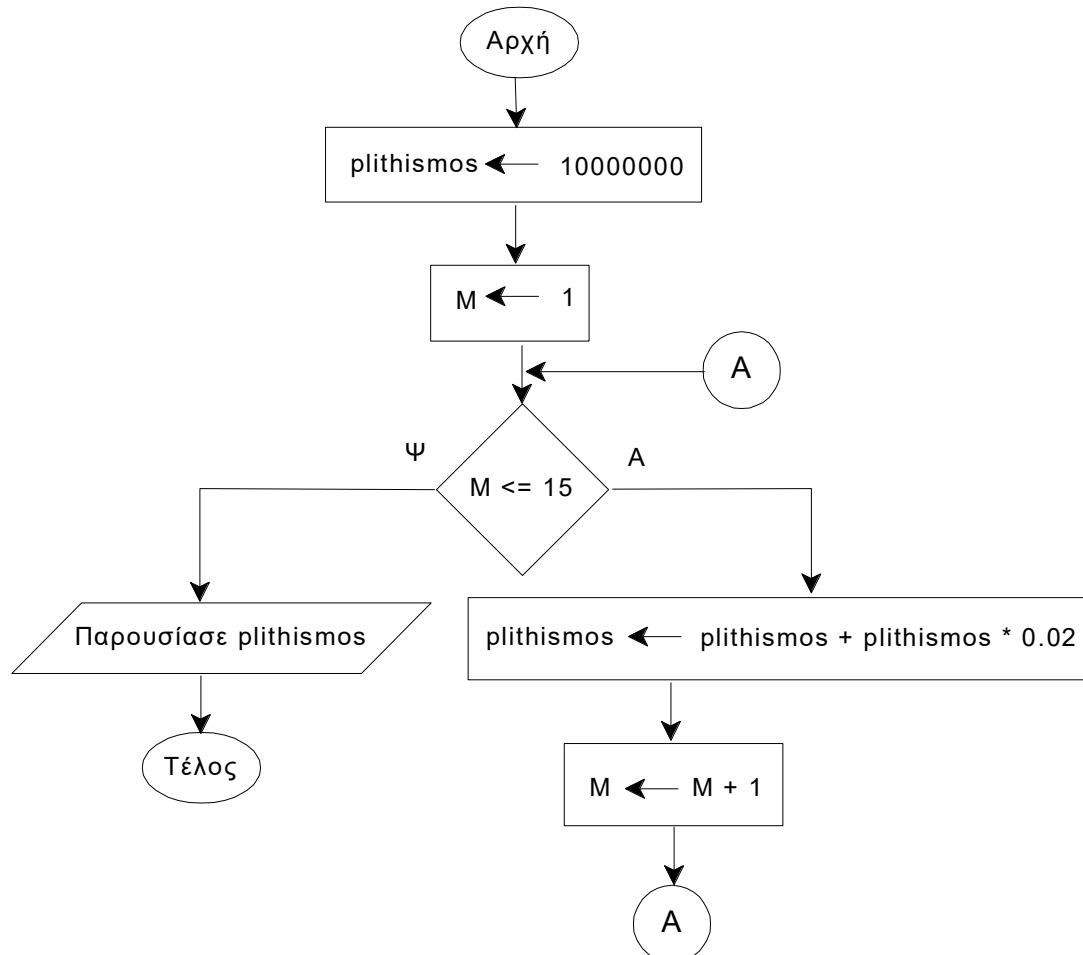 Αρχή
plithismos ← 10000000
M ← 1
A
Ψ
A
M <= 15
Παρουσίασε plithismos
plithismos ← plithismos + plithismos * 0.02
Τέλος
M ← M + 1
A